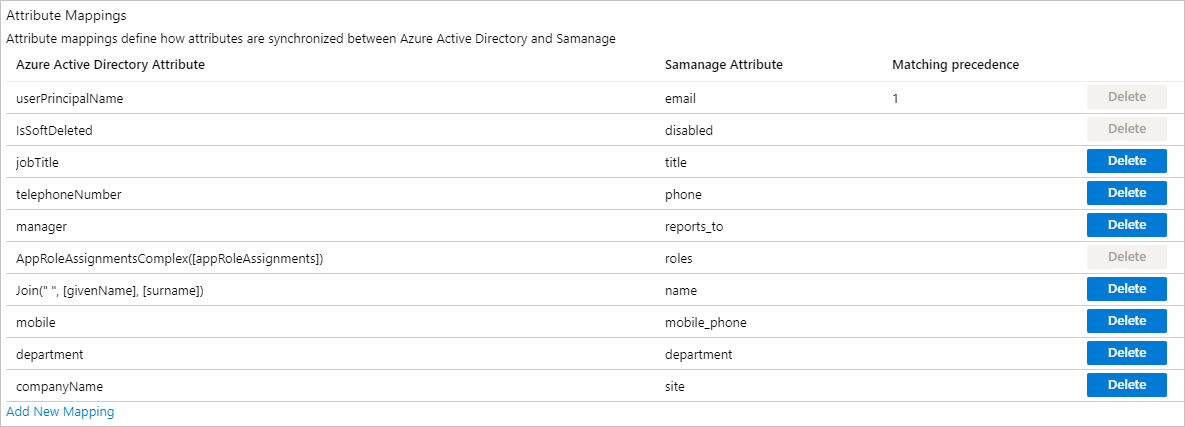 Attribute Mappings
Attribute mappings define how attributes are synchronized between Azure Active Directory and Samanage
Azure Active Directory Attribute Samanage Attribute Matching precedence
userPrincipalName email 1 Delete
IsSoftDeleted disabled Delete
jobTitle title Delete
telephoneNumber phone Delete
manager reports_to Delete
AppRoleAssignmentsComplex([appRoleAssignments]) roles Delete
Join(" ", [givenName], [surname]) name Delete
mobile mobile_phone Delete
department department Delete
companyName site Delete
Add New Mapping